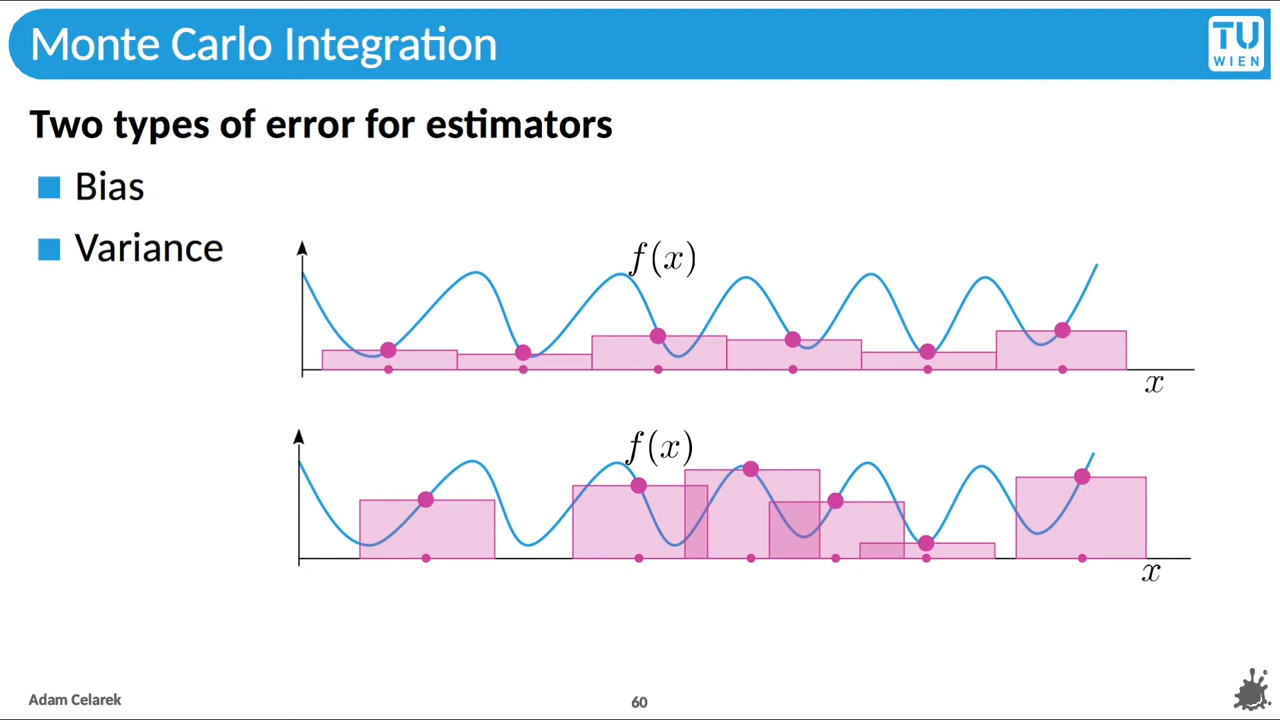 Monte Carlo Integration
TU
WIEN
Two types of error for estimators
Bias
Variance
f(x)
x
f(x)
x
Adam Celarek
60